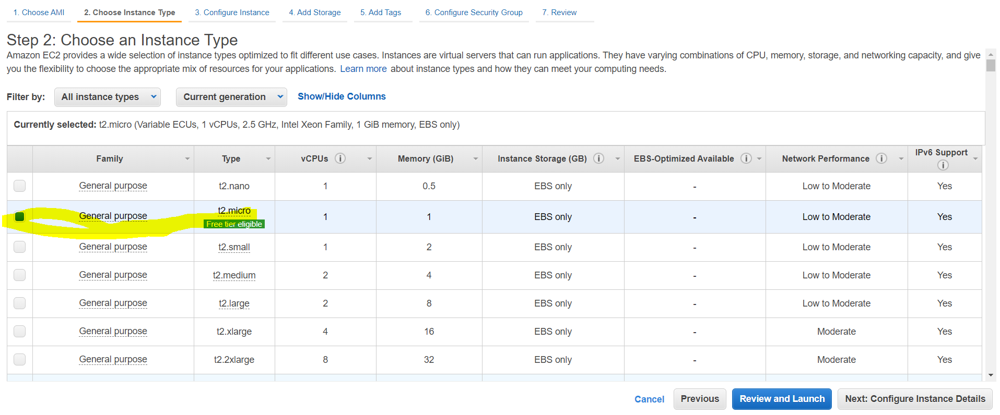 1. Choose AMI 2. Choose Instance Type 3. Configure Instance 4. Add Storage 5. Add Tags 6. Configure Security Group 7. Review
Step 2: Choose an Instance Type
Amazon EC2 provides a wide selection of instance types optimized to fit different use cases. Instances are virtual servers that can run applications. They have varying combinations of CPU, memory, storage, and networking capacity, and give
you the flexibility to choose the appropriate mix of resources for your applications. Learn more about instance types and how they can meet your computing needs.
Filter by: All instance types Current generation Show/Hide Columns
Currently selected: t2.micro (Variable ECUs, 1 vCPUs, 2.5 GHz, Intel Xeon Family, 1 GiB memory, EBS only)
Family Type vCPUs i Memory (GiB) Instance Storage (GB) i EBS-Optimized Available i Network Performance i IPv6 Support i
General purpose t2.nano 1 0.5 EBS only - Low to Moderate Yes
General purpose t2.micro 1 1 EBS only - Low to Moderate Yes
Free tier eligible
General purpose t2.small 1 2 EBS only - Low to Moderate Yes
General purpose t2.medium 2 4 EBS only - Low to Moderate Yes
General purpose t2.large 2 8 EBS only - Low to Moderate Yes
General purpose t2.xlarge 4 16 EBS only - Moderate Yes
General purpose t2.2xlarge 8 32 EBS only - Moderate Yes
Cancel Previous Review and Launch Next: Configure Instance Details